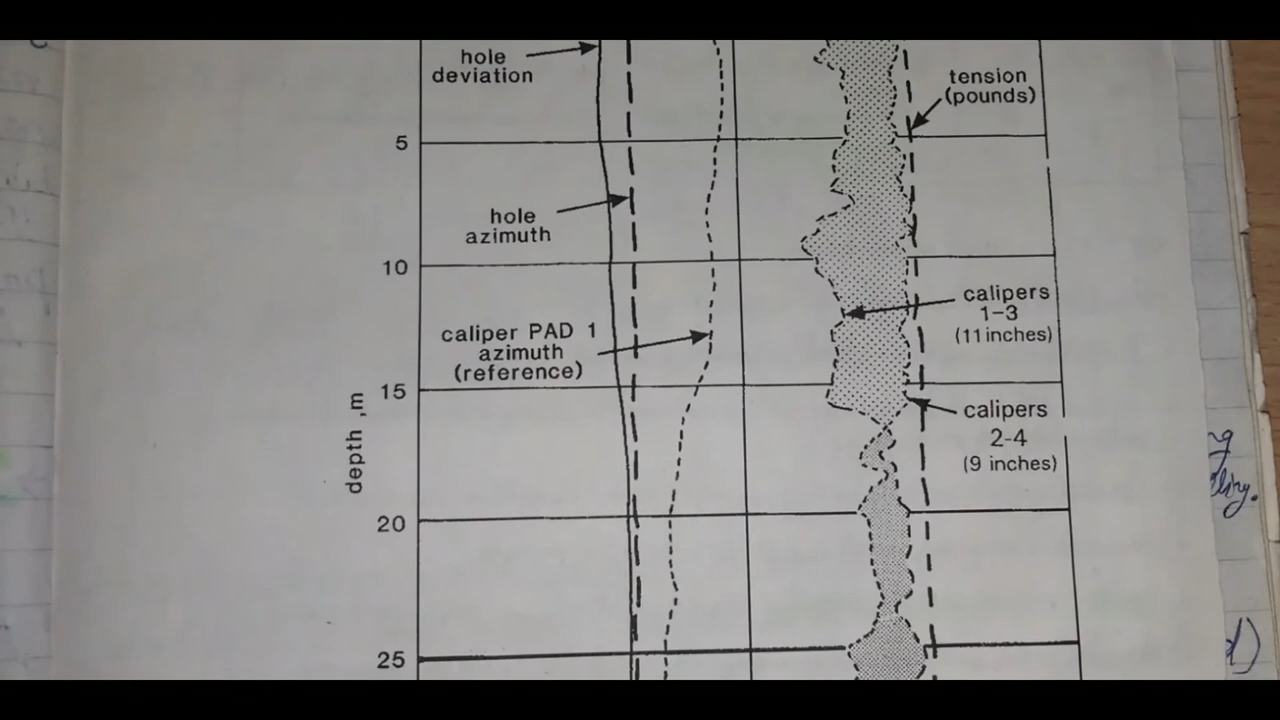 hole
deviation
tension
(pounds)
5
hole
azimuth
10
calipers
1-3
(11 inches)
caliper PAD 1
azimuth
(reference)
15
depth ,m
calipers
2-4
(9 inches)
20
25